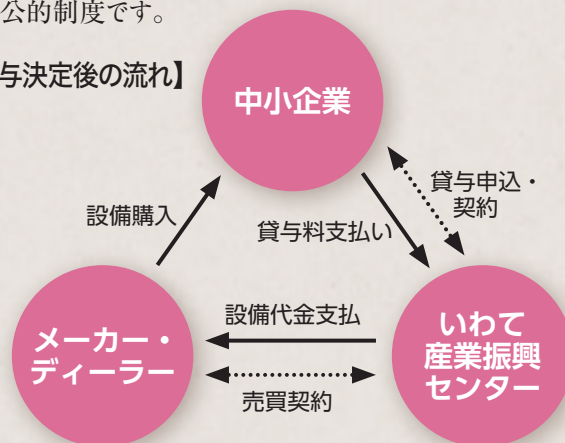 公的制度です。
与決定後の流れ】
中小企業
貸与申込・
契約
設備購入
貸与料支払い
設備代金支払
メーカー・
ディーラー
いわて
産業振興
センター
売買契約